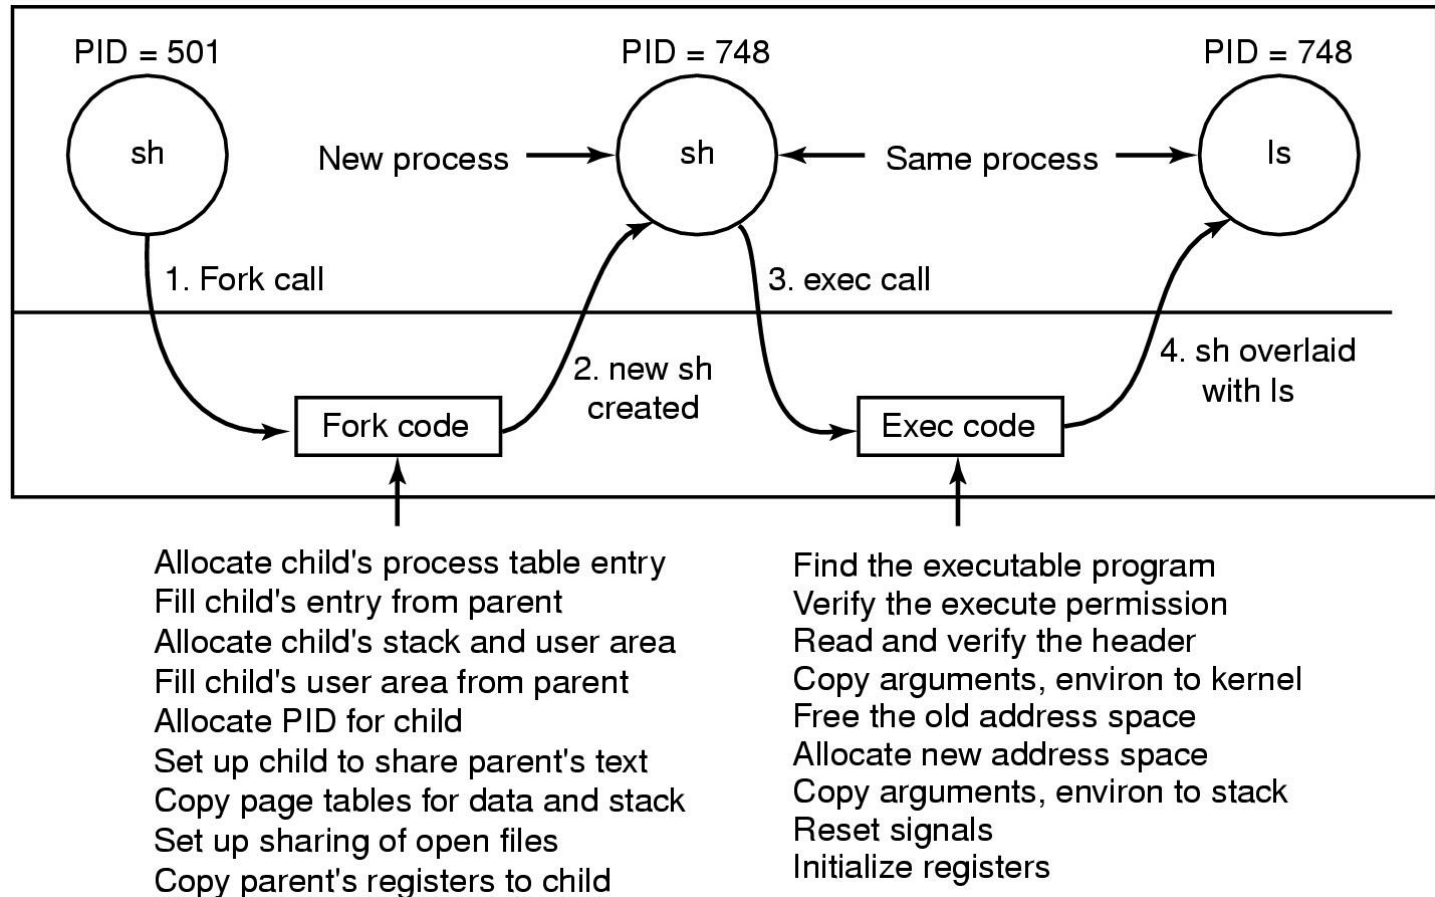 PID = 501
PID = 748
PID = 748
sh
New process
sh
Same process
ls
1. Fork call
3. exec call
2. new sh
created
4. sh overlaid
with ls
Fork code
Exec code
Allocate child's process table entry
Fill child's entry from parent
Allocate child's stack and user area
Fill child's user area from parent
Allocate PID for child
Set up child to share parent's text
Copy page tables for data and stack
Set up sharing of open files
Copy parent's registers to child
Find the executable program
Verify the execute permission
Read and verify the header
Copy arguments, environ to kernel
Free the old address space
Allocate new address space
Copy arguments, environ to stack
Reset signals
Initialize registers